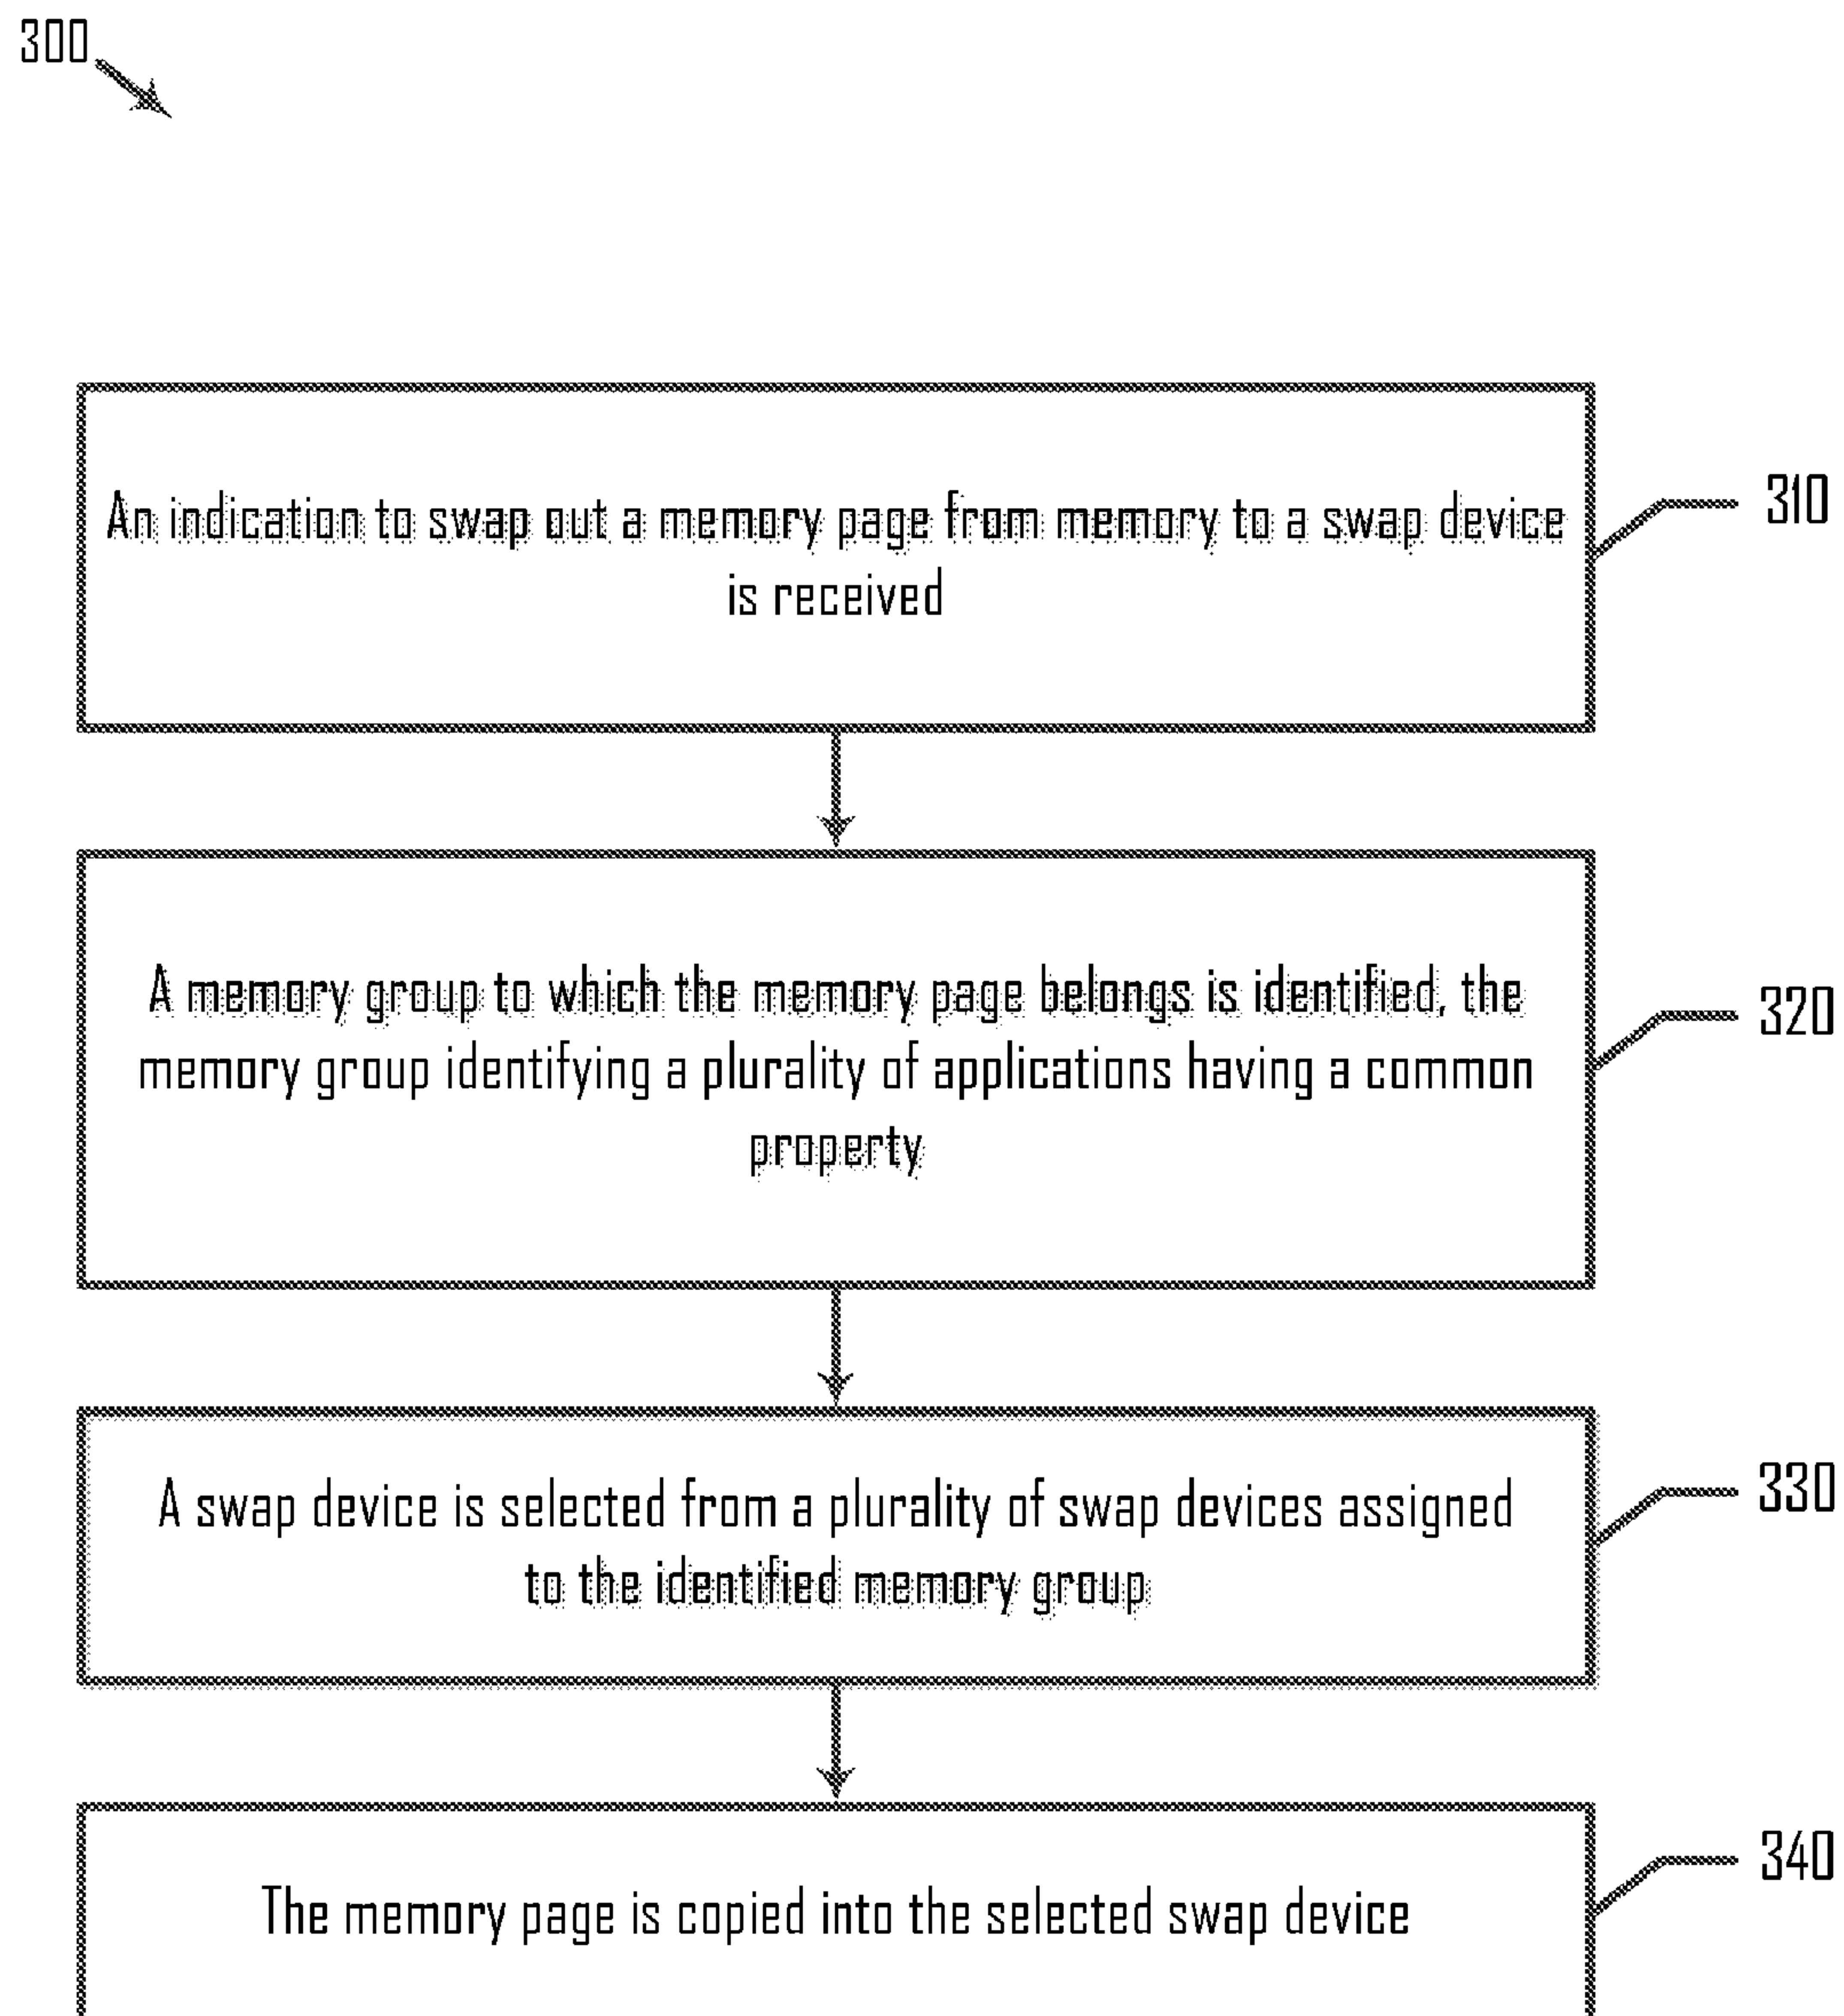 300
An indication to swap out a memory page from memory to a swap device
is received
310
A memory group to which the memory page belongs is identified, the
memory group identifying a plurality of applications having a common
property
320
A swap device is selected from a plurality of swap devices assigned
to the identified memory group
330
The memory page is copied into the selected swap device
340